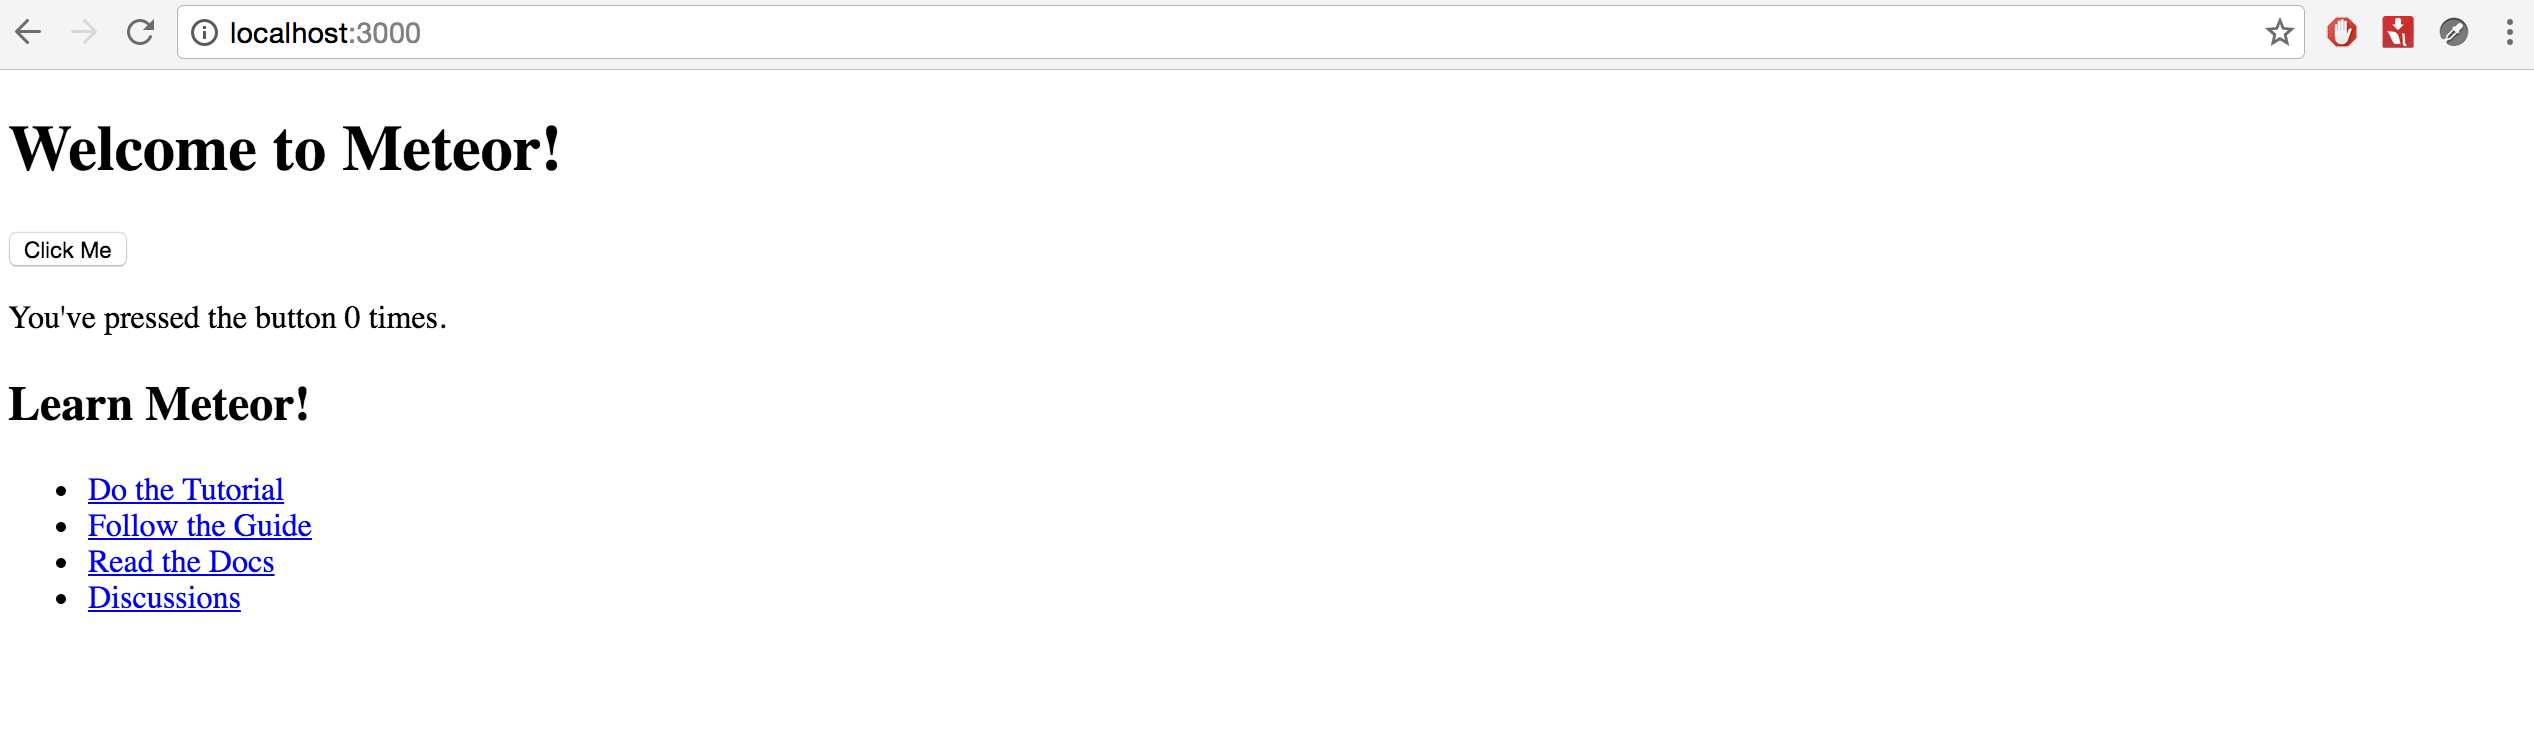 localhost:3000
Welcome to Meteor!
Click Me
You've pressed the button 0 times.
Learn Meteor!
Do the Tutorial
Follow the Guide
Read the Docs
Discussions